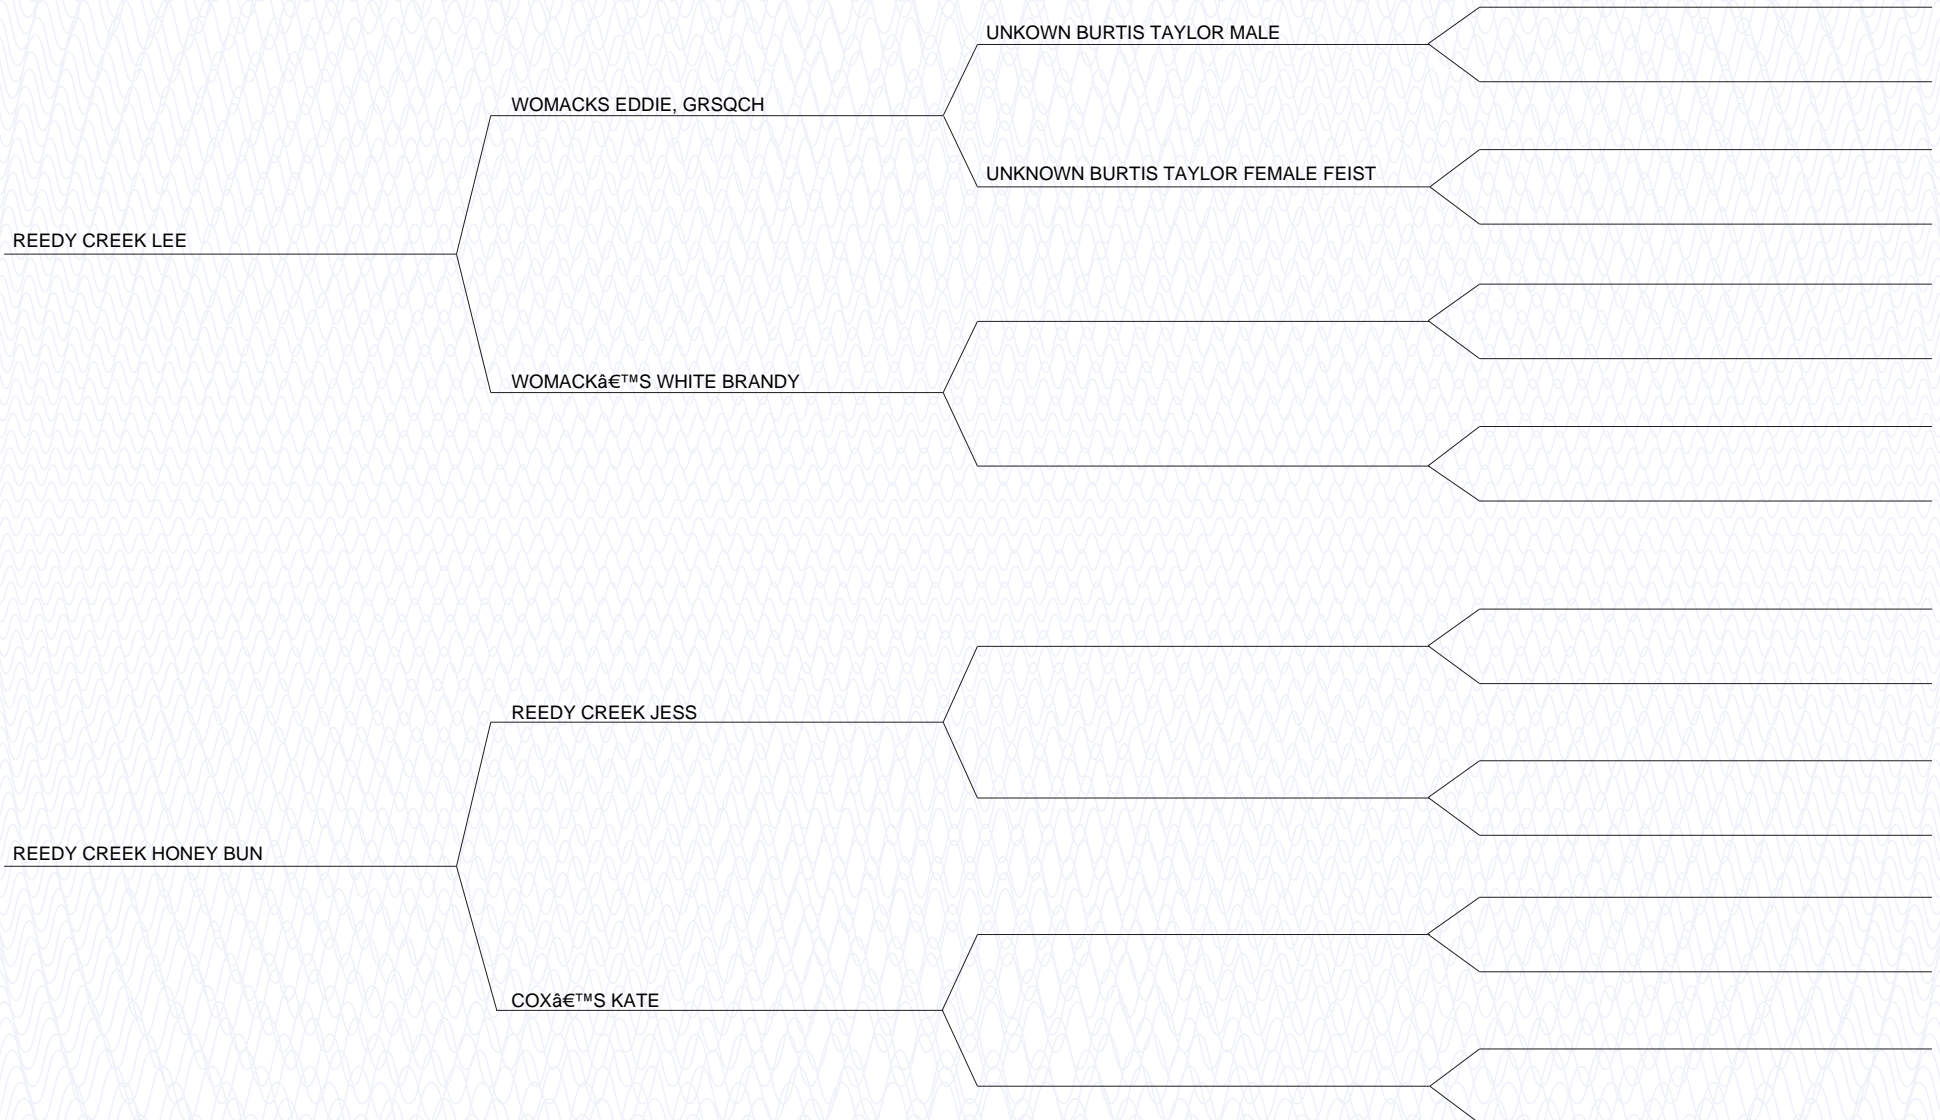 UNKOWN BURTIS TAYLOR MALE
WOMACKS EDDIE, GRSQCH
UNKNOWN BURTIS TAYLOR FEMALE FEIST
REEDY CREEK LEE
WOMACKâ€™S WHITE BRANDY
REEDY CREEK JESS
REEDY CREEK HONEY BUN
COXâ€™S KATE